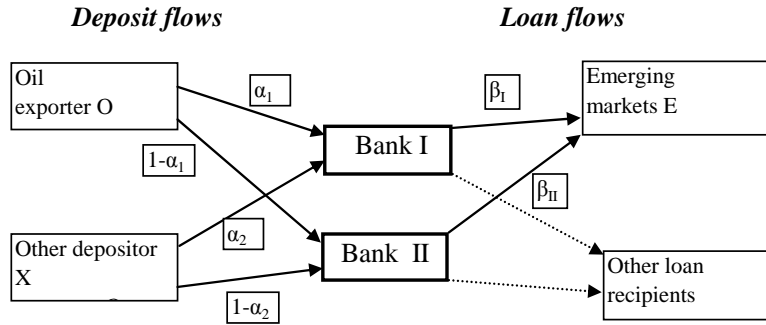 Deposit flows
Loan flows
Oil
exporter O
α1
βI
Emerging
markets E
Bank I
1-α1
βII
α2
Other depositor
X
Bank II
Other loan
recipients
1-α2